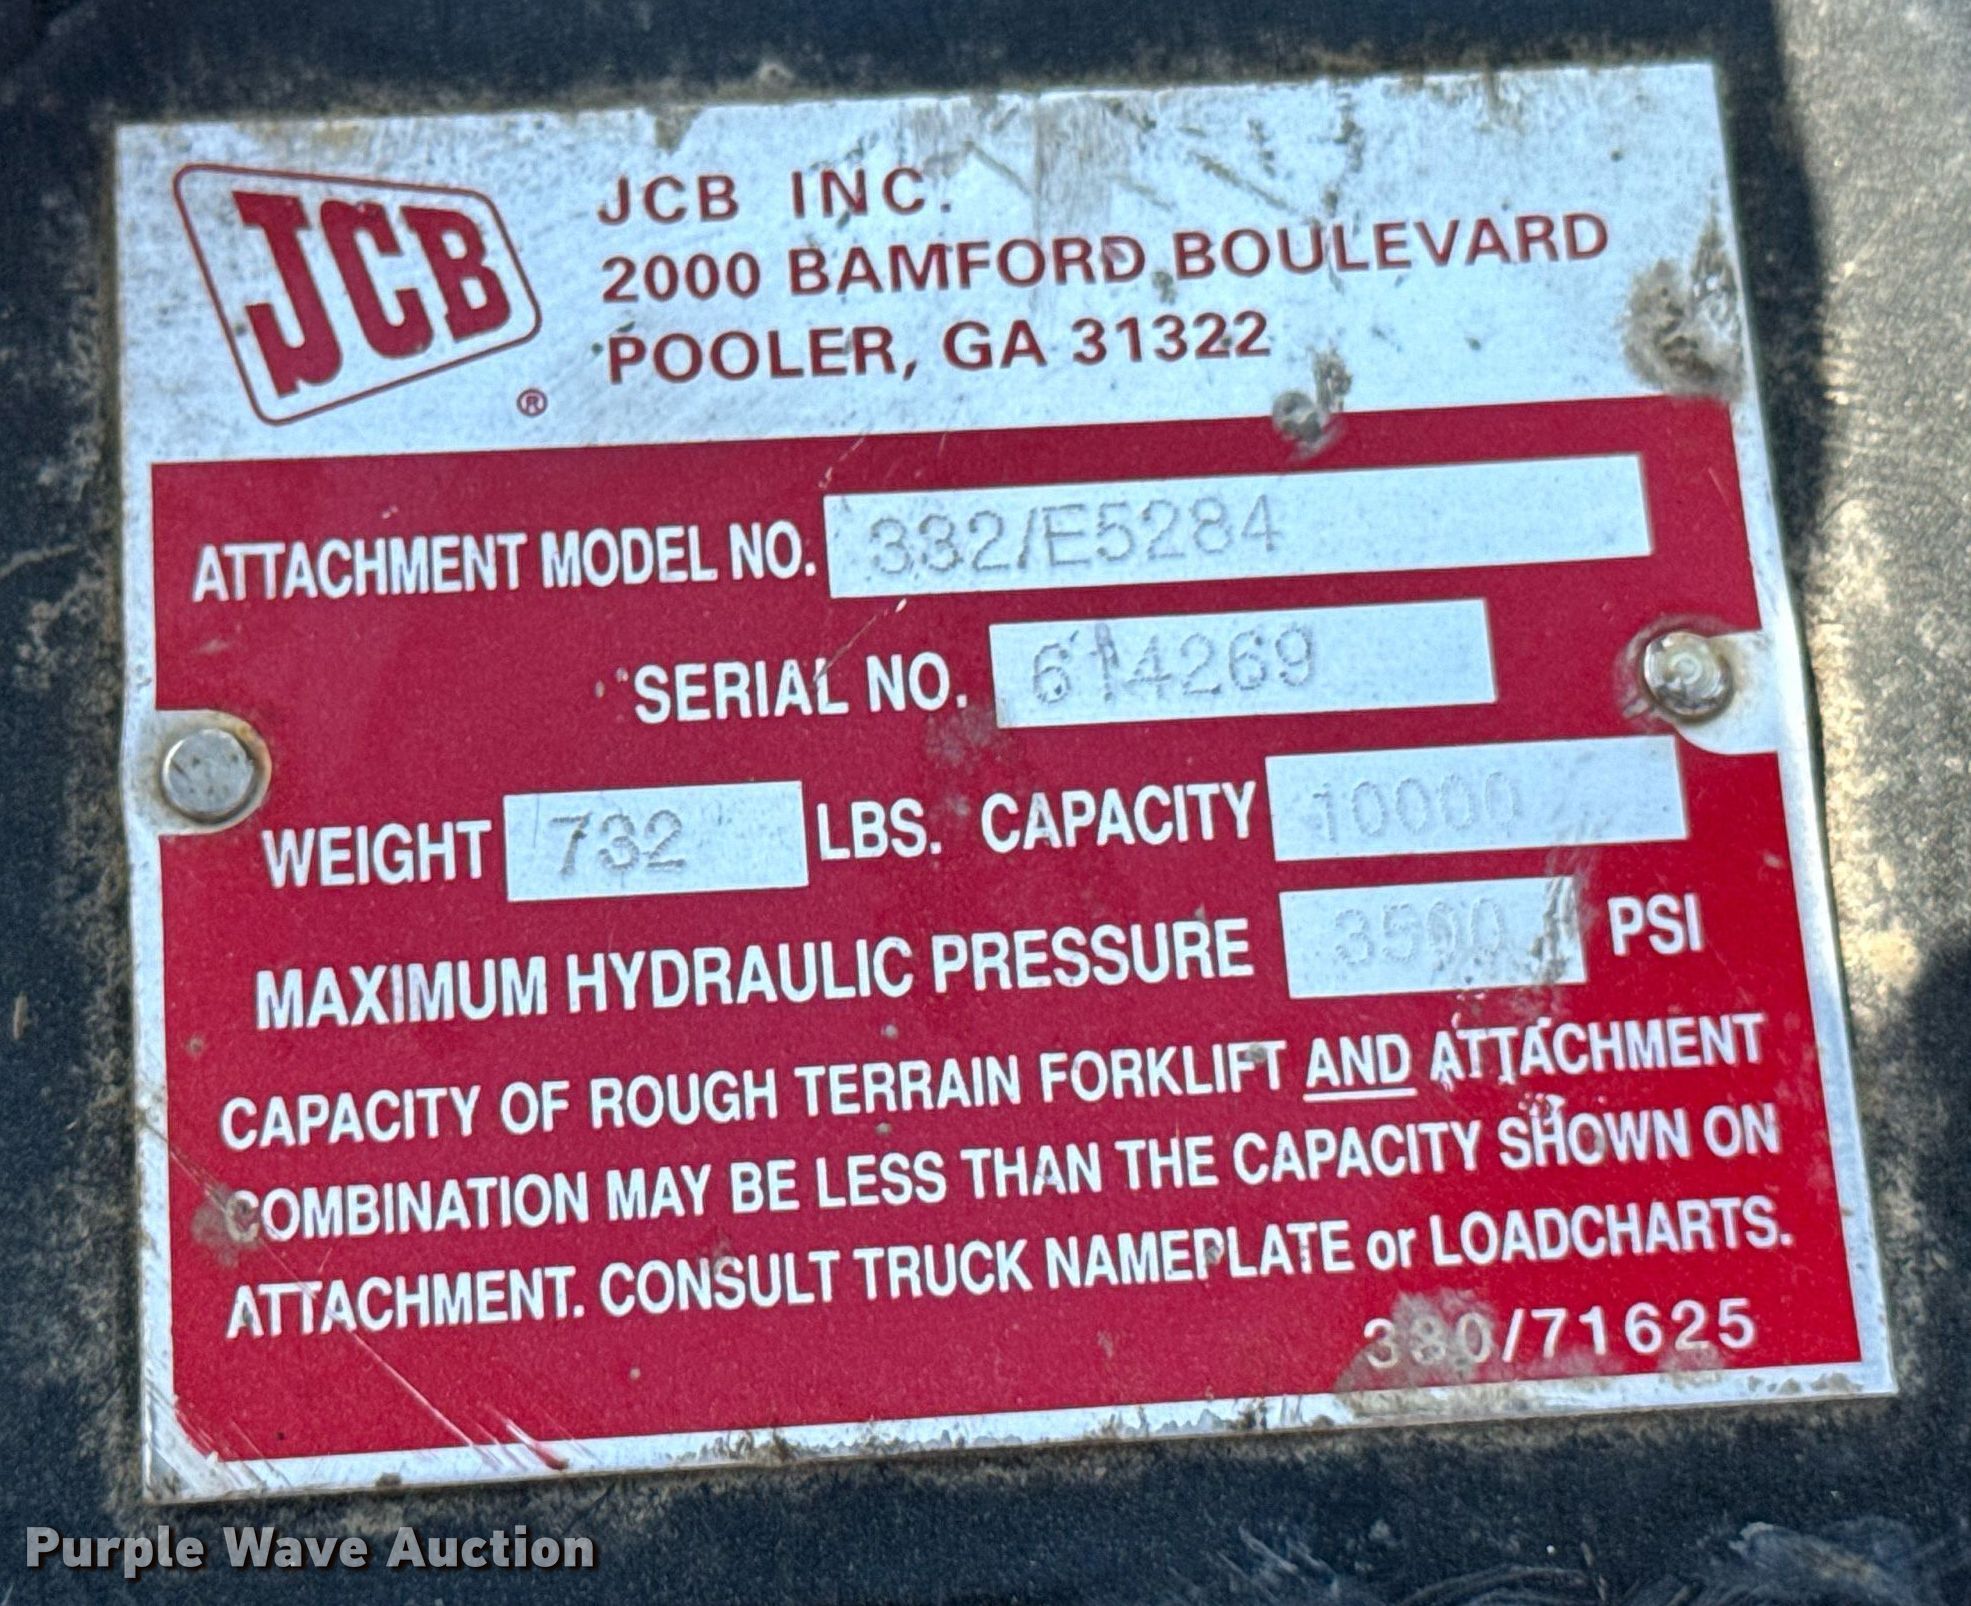 JCB
®
JCB INC.
2000 BAMFORD BOULEVARD
POOLER, GA 31322
ATTACHMENT MODEL NO. 332/E5284
SERIAL NO. 614269
WEIGHT 732 LBS. CAPACITY 10000
MAXIMUM HYDRAULIC PRESSURE 3500 PSI
CAPACITY OF ROUGH TERRAIN FORKLIFT AND ATTACHMENT
COMBINATION MAY BE LESS THAN THE CAPACITY SHOWN ON
ATTACHMENT. CONSULT TRUCK NAMEPLATE or LOADCHARTS.
380/71625
Purple Wave Auction